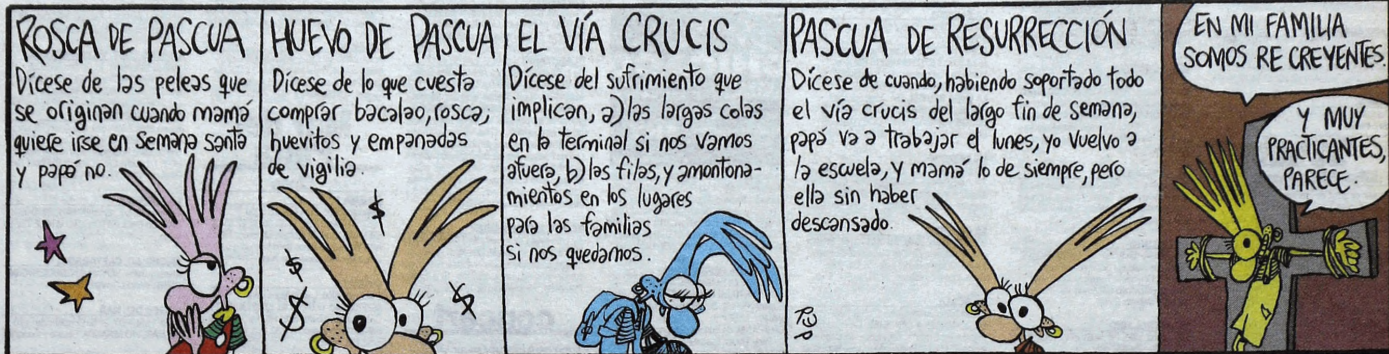 ROSCA DE PASCUA
Dícese de las peleas que
se originan cuando mamá
quiere irse en Semana santa
y papá no.
HUEVO DE PASCUA
Dícese de lo que cuesta
comprar bacalao, rosca,
huevitos y empanadas
de vigilia.
$
$
$
$
EL VÍA CRUCIS
Dícese del sufrimiento que
implican, a) las largas colas
en la terminal si nos vamos
afuera, b) las filas, y amontona-
mientos en los lugares
para las familias
si nos quedamos.
PASCUA DE RESURRECCIÓN
Dícese de cuando, habiendo soportado todo
el vía crucis del largo fin de semana,
papá va a trabajar el lunes, yo vuelvo a
la escuela, y mamá lo de siempre, pero
ella sin haber
descansado.
EN MI FAMILIA
SOMOS RE CREYENTES.
Y MUY
PRACTICANTES,
PARECE.